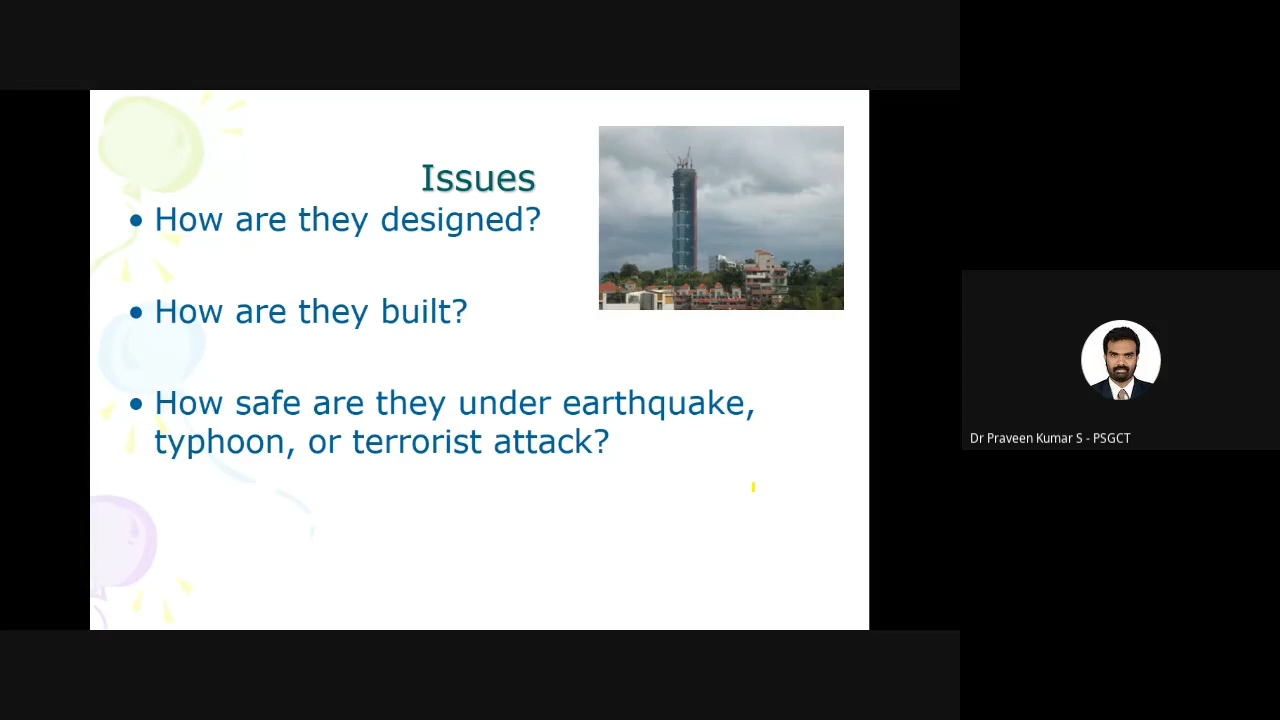 Issues
• How are they designed?
• How are they built?
• How safe are they under earthquake,
typhoon, or terrorist attack?
Dr Praveen Kumar S - PSGCT